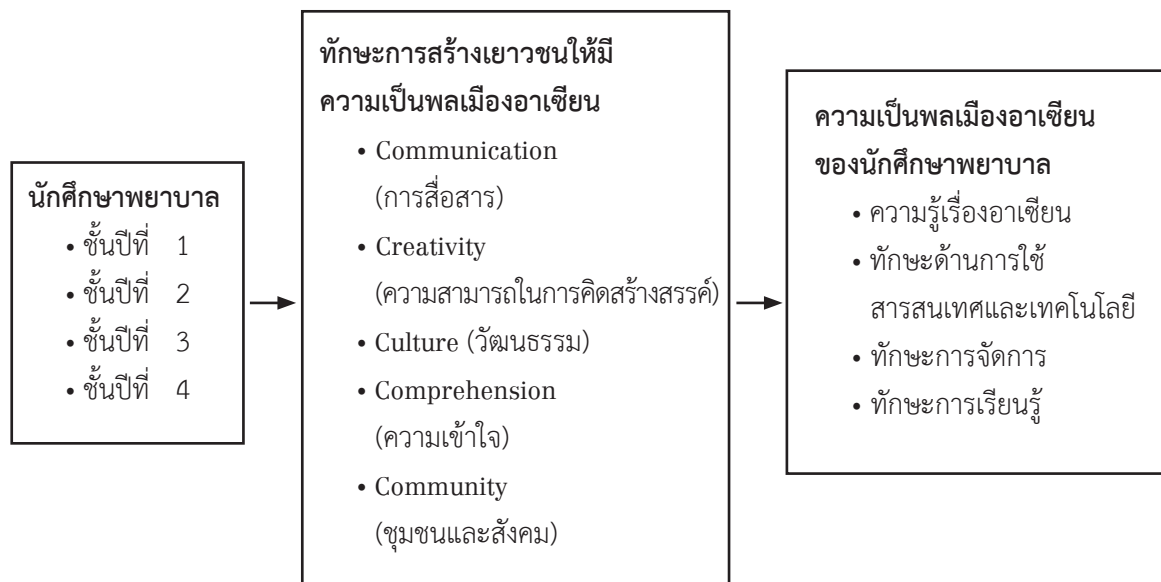 นักศึกษาพยาบาล
• ชั้นปีที่ 1
• ชั้นปีที่ 2
• ชั้นปีที่ 3
• ชั้นปีที่ 4
ทักษะการสร้างเยาวชนให้มี
ความเป็นพลเมืองอาเซียน
• Communication
(การสื่อสาร)
• Creativity
(ความสามารถในการคิดสร้างสรรค์)
• Culture (วัฒนธรรม)
• Comprehension
(ความเข้าใจ)
• Community
(ชุมชนและสังคม)
ความเป็นพลเมืองอาเซียน
ของนักศึกษาพยาบาล
• ความรู้เรื่องอาเซียน
• ทักษะด้านการใช้
สารสนเทศและเทคโนโลยี
• ทักษะการจัดการ
• ทักษะการเรียนรู้